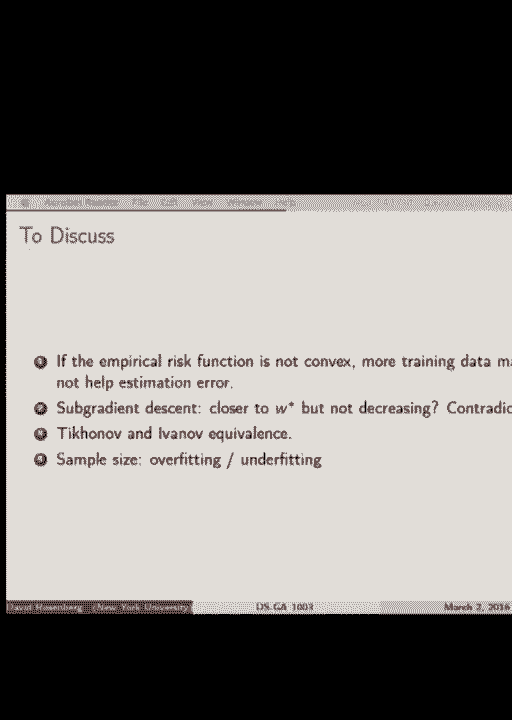 Acrobat Reader File Edit View Window Help
To Discuss
1 If the empirical risk function is not convex, more training data
not help estimation error.
2 Subgradient descent: closer to w* but not decreasing?
3 Tikhonov and Ivanov equivalence.
4 Sample size: overfitting / underfitting
David Rosenberg (New York University) DS-GA 1003 March 2, 2016